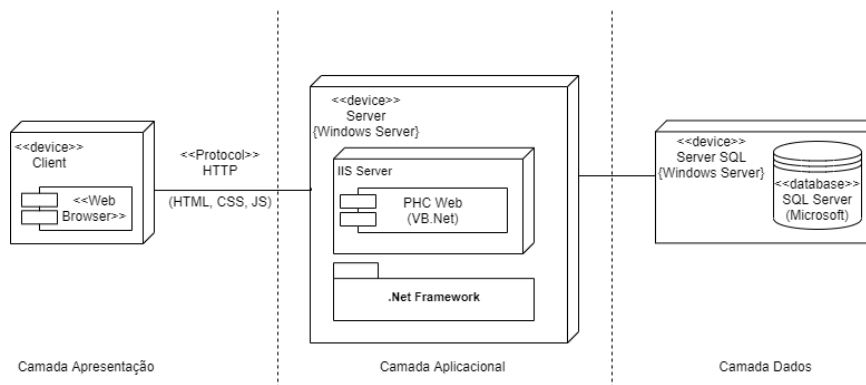 <<device>>
Client
<<Web
Browser>>
<<Protocol>>
HTTP
(HTML, CSS, JS)
<<device>>
Server
{Windows Server}
IIS Server
PHC Web
(VB.Net)
.Net Framework
<<device>>
Server SQL
{Windows Server}
<<database>>
SQL Server
(Microsoft)
Camada Apresentação
Camada Aplicacional
Camada Dados